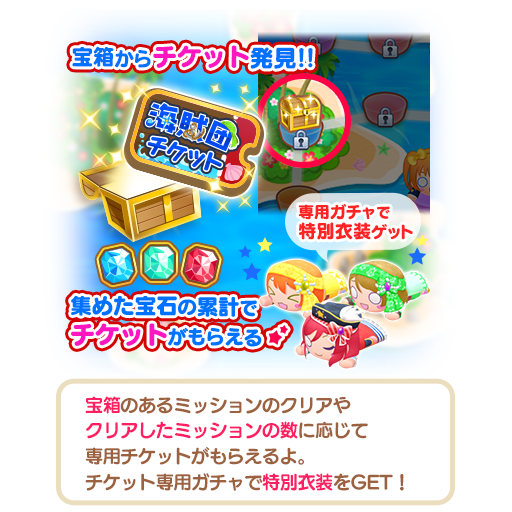 宝箱からチケット発見!!
海賊団
チケット
専用ガチャで
特別衣装ゲット
集めた宝石の累計で
チケットがもらえる
宝箱のあるミッションのクリアや
クリアしたミッションの数に応じて
専用チケットがもらえるよ。
チケット専用ガチャで特別衣装をGET！